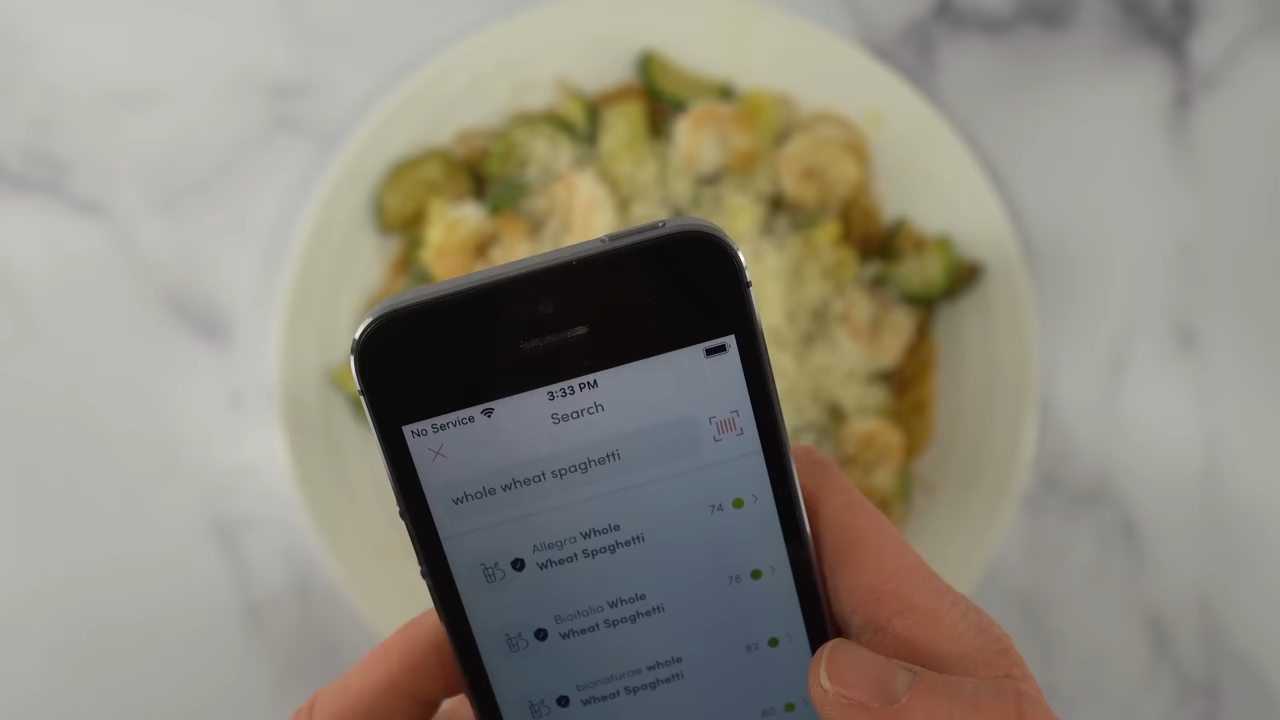 No Service
3:33 PM
Search
whole wheat spaghetti
74
Allegra Whole
Wheat Spaghetti
78
Bioitalia Whole
Wheat Spaghetti
82
bionaturae whole
Wheat Spaghetti